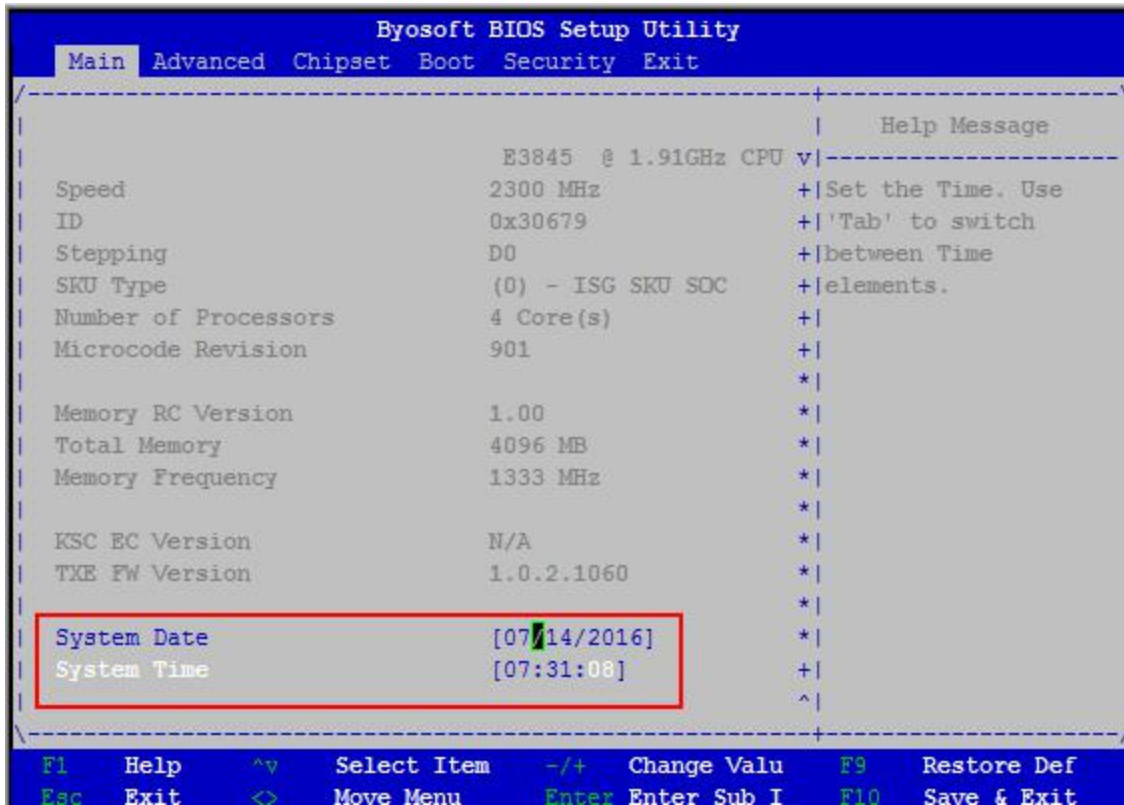 Byosoft BIOS Setup Utility
Main Advanced Chipset Boot Security Exit
Help Message
E3845 @ 1.91GHz CPU
Speed 2300 MHz
Set the Time. Use
ID 0x30679
'Tab' to switch
Stepping D0
between Time
SKU Type (0) - ISG SKU SOC
elements.
Number of Processors 4 Core(s)
Microcode Revision 901
Memory RC Version 1.00
Total Memory 4096 MB
Memory Frequency 1333 MHz
KSC EC Version N/A
TXE FW Version 1.0.2.1060
System Date [07/14/2016]
System Time [07:31:08]
F1 Help ^v Select Item -/+ Change Valu F9 Restore Def
Esc Exit <> Move Menu Enter Enter Sub I F10 Save & Exit